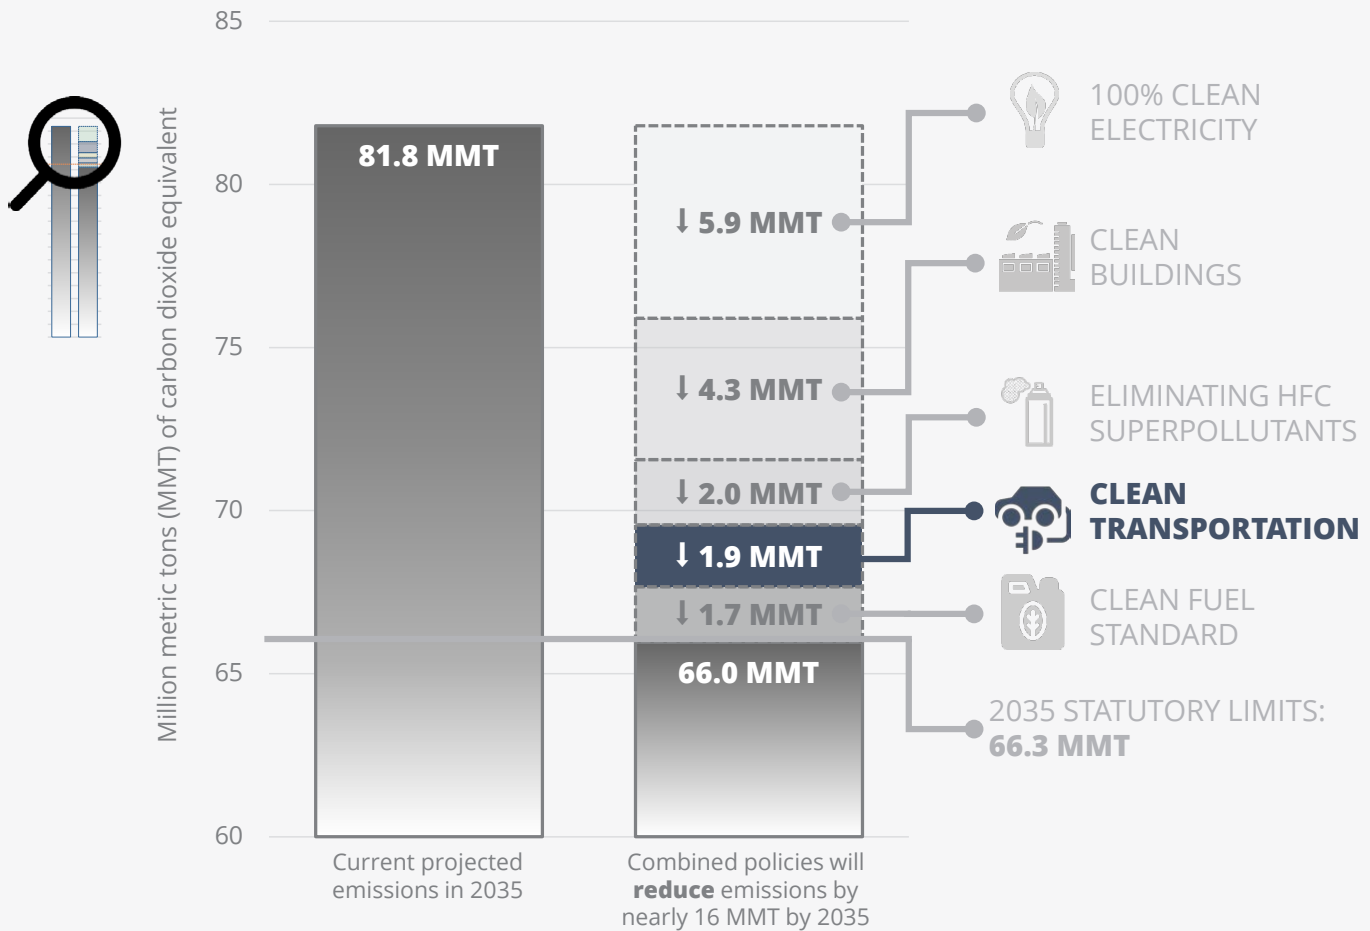 85
80
75
70
65
60
Million metric tons (MMT) of carbon dioxide equivalent
81.8 MMT
↓ 5.9 MMT
↓ 4.3 MMT
↓ 2.0 MMT
↓ 1.9 MMT
↓ 1.7 MMT
66.0 MMT
100% CLEAN
ELECTRICITY
CLEAN
BUILDINGS
ELIMINATING HFC
SUPERPOLLUTANTS
CLEAN
TRANSPORTATION
CLEAN FUEL
STANDARD
2035 STATUTORY LIMITS:
66.3 MMT
Current projected
emissions in 2035
Combined policies will
reduce emissions by
nearly 16 MMT by 2035